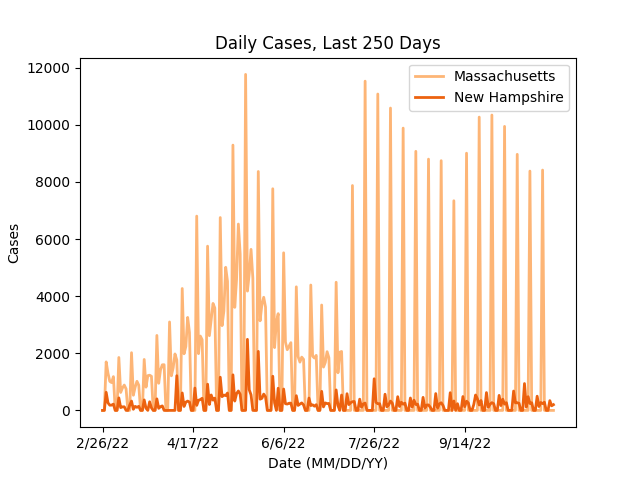 Daily Cases, Last 250 Days
Massachusetts
New Hampshire
12000
10000
8000
6000
4000
2000
0
Cases
2/26/22 4/17/22 6/6/22 7/26/22 9/14/22
Date (MM/DD/YY)